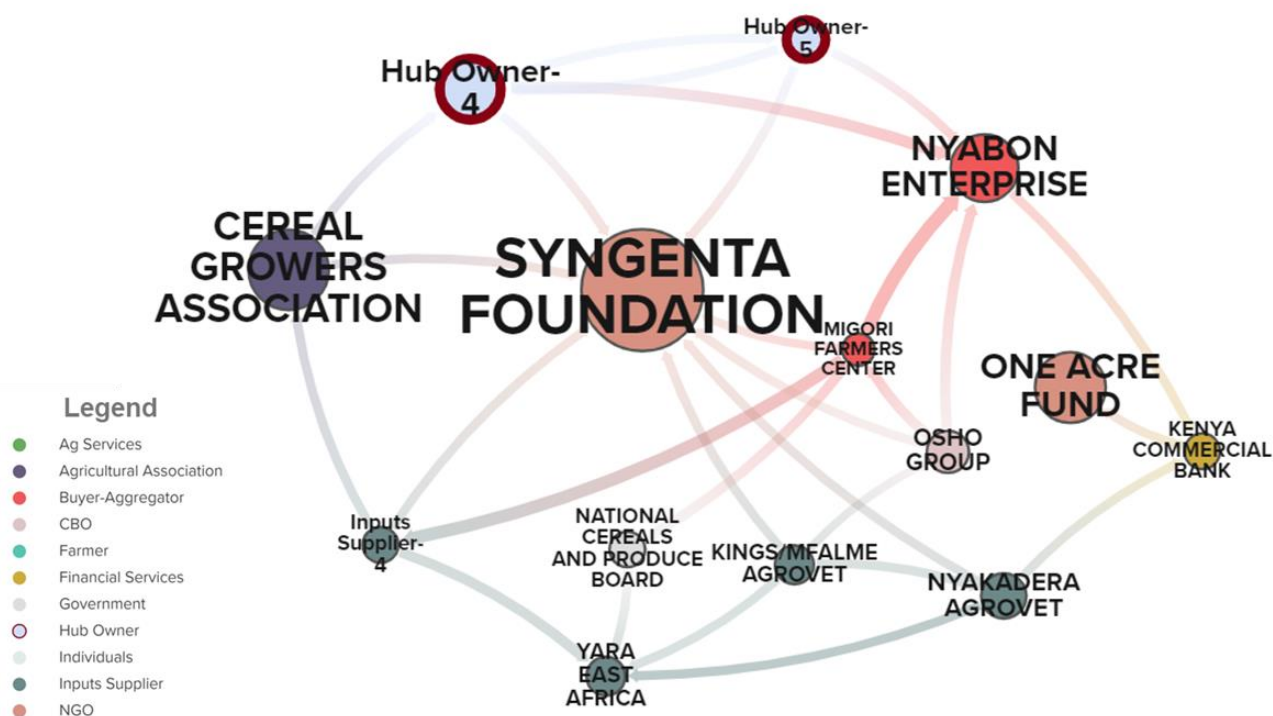 Hub Owner-
5
Hub Owner-
4
NYABON
ENTERPRISE
CEREAL
GROWERS
ASSOCIATION
SYNGENTA
FOUNDATION
MIGORI
FARMERS
CENTER
ONE ACRE
FUND
OSHO
GROUP
KENYA
COMMERCIAL
BANK
Inputs
Supplier-
4
NATIONAL
CEREALS
AND PRODUCE
BOARD
KINGS/MFALME
AGROVET
NYAKADERA
AGROVET
YARA
EAST
AFRICA
Legend
Ag Services
Agricultural Association
Buyer-Aggregator
CBO
Farmer
Financial Services
Government
Hub Owner
Individuals
Inputs Supplier
NGO